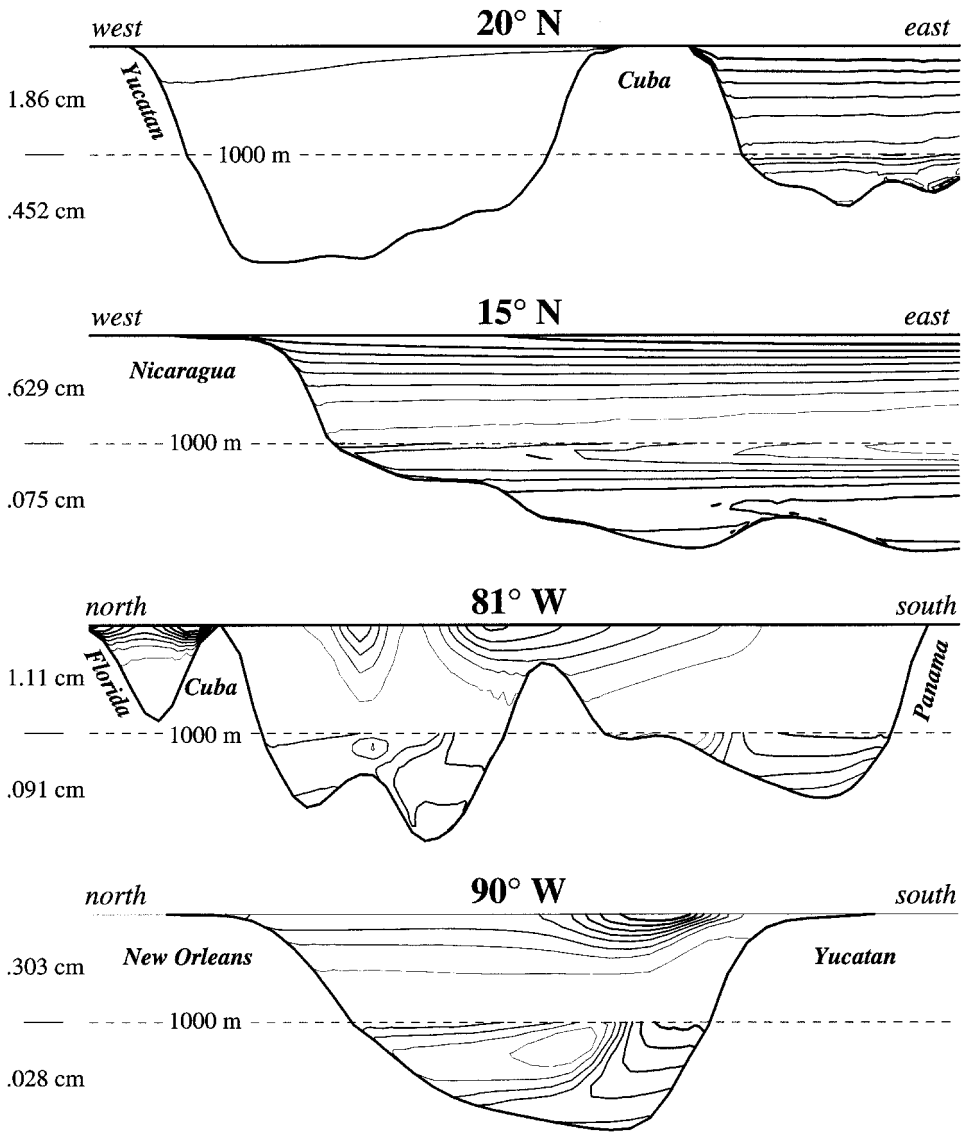 20° N
west east
Yucatan Cuba
1.86 cm
1000 m
.452 cm
15° N
west east
Nicaragua
.629 cm
1000 m
.075 cm
81° W
north south
Florida Cuba Panama
1.11 cm
1000 m
.091 cm
90° W
north south
New Orleans Yucatan
.303 cm
1000 m
.028 cm